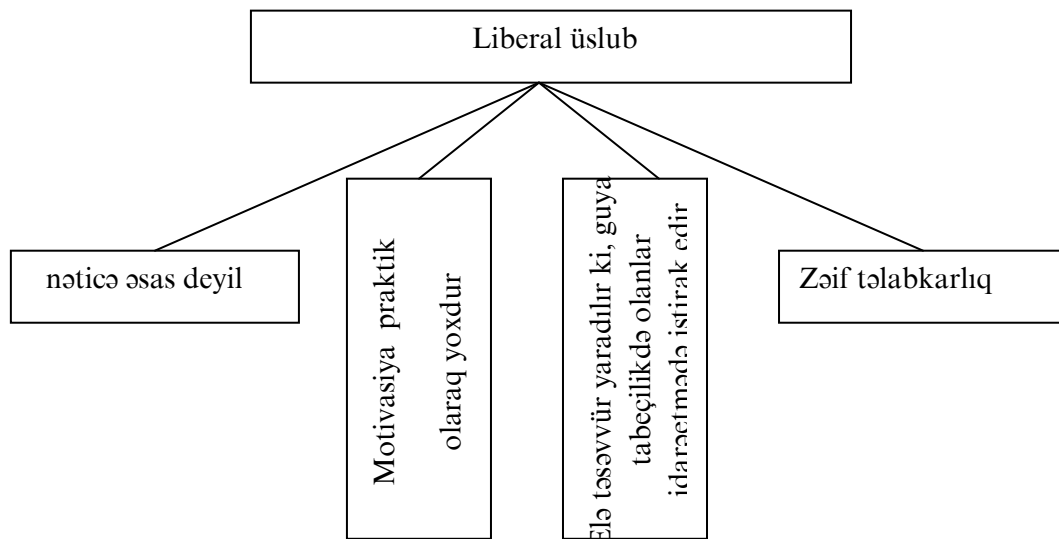 Liberal üslub
nəticə əsas deyil
Motivasiya praktik
olaraq yoxdur
Elə təsəvvür yaradılır ki, guya
tabeçilikdə olanlar
idarəetmədə iştirak edir
Zəif təlabkarlıq